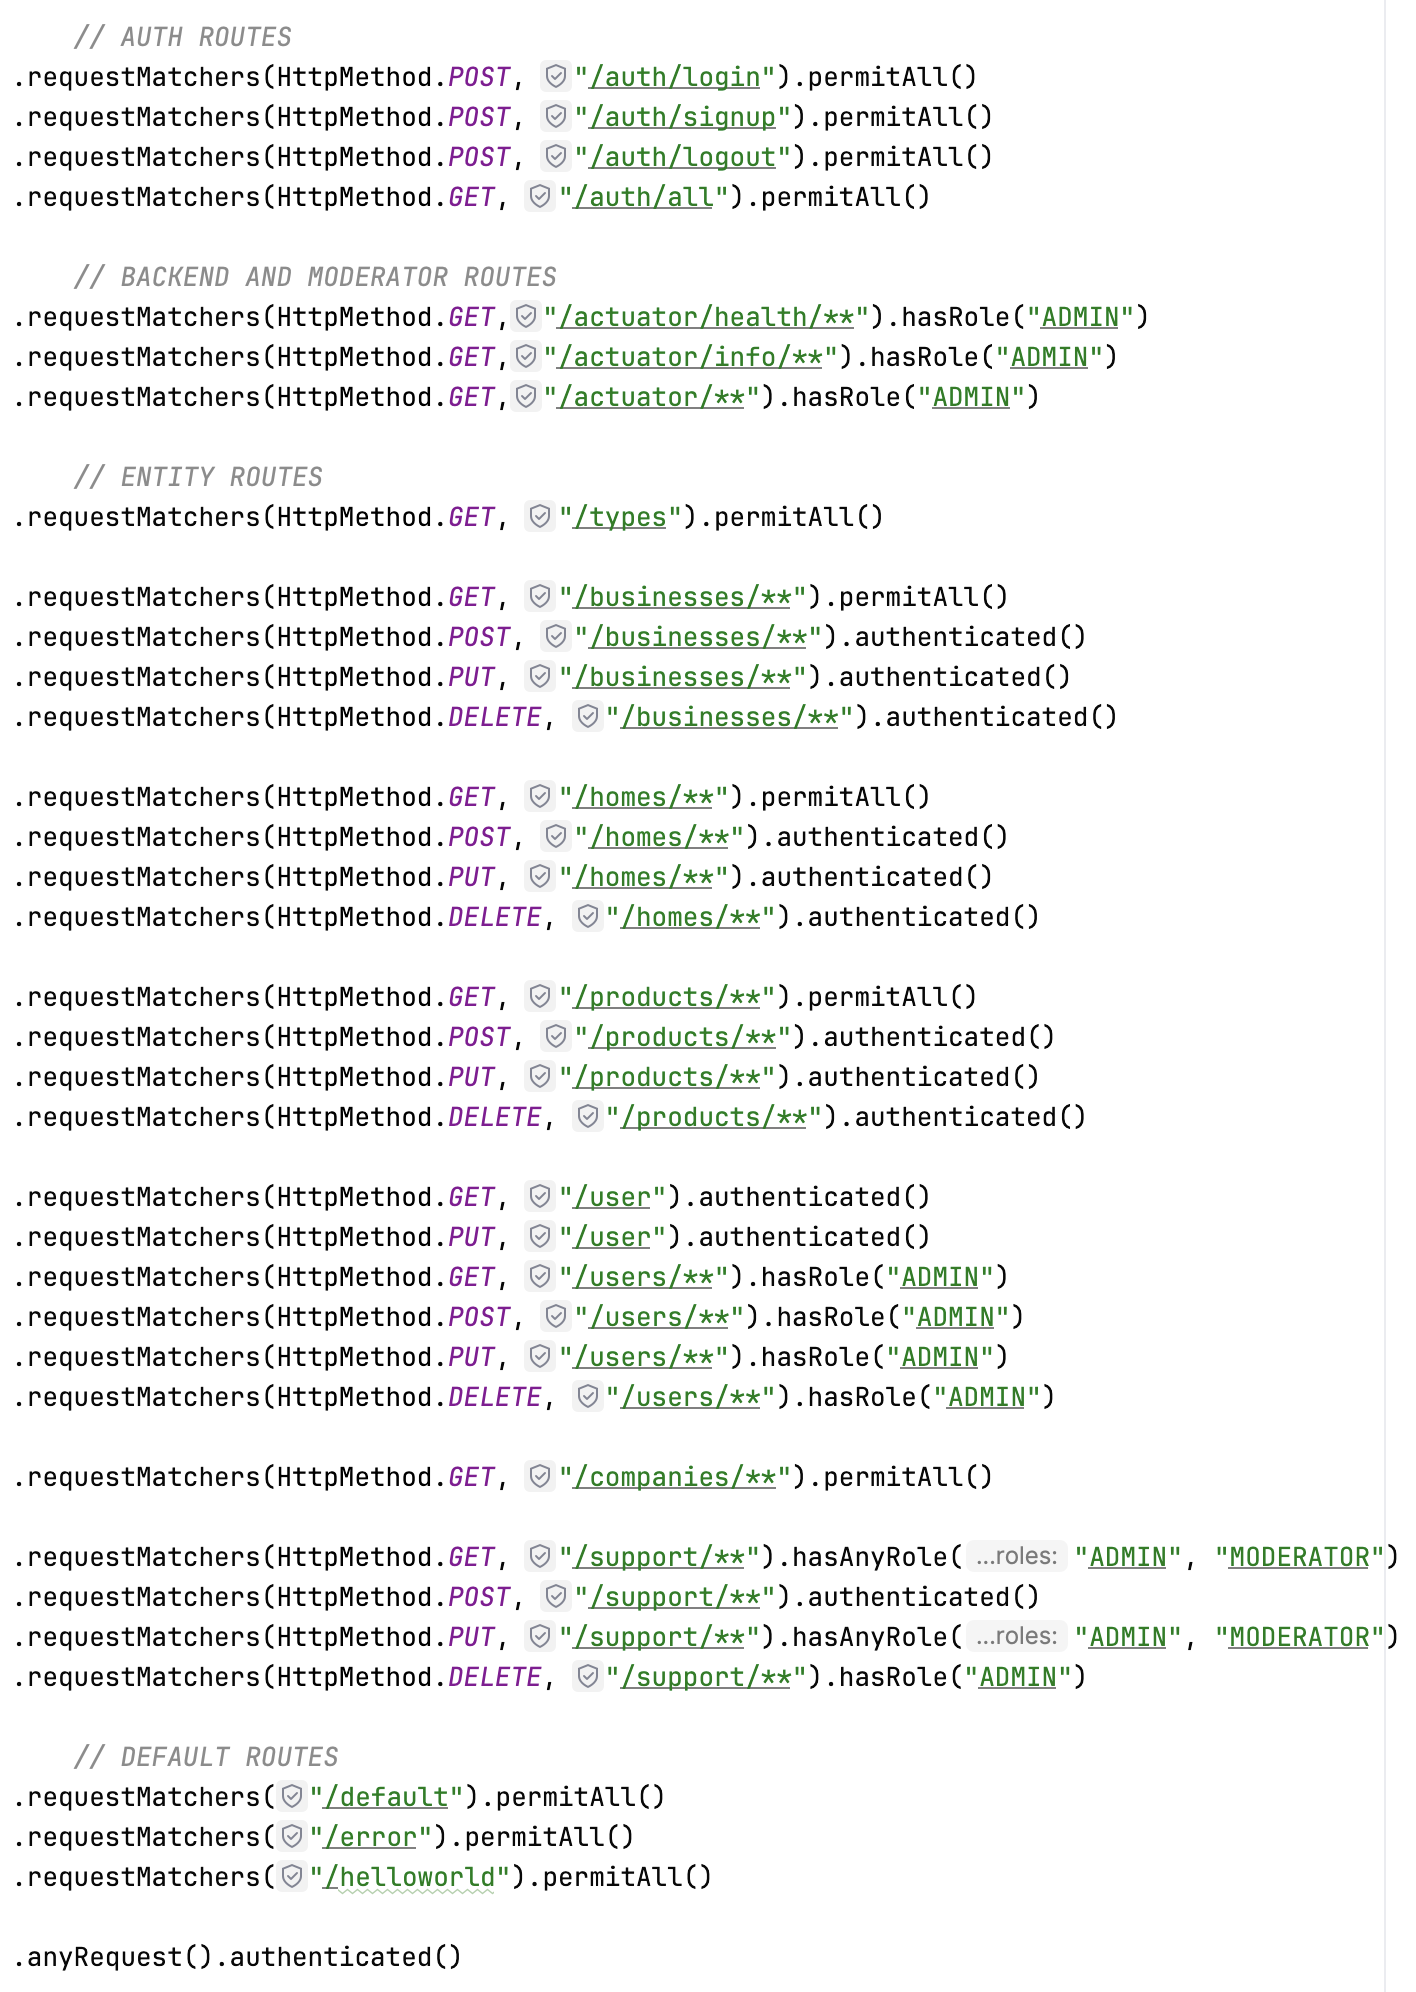 // AUTH ROUTES
.requestMatchers(HttpMethod.POST, "/auth/login").permitAll()
.requestMatchers(HttpMethod.POST, "/auth/signup").permitAll()
.requestMatchers(HttpMethod.POST, "/auth/logout").permitAll()
.requestMatchers(HttpMethod.GET, "/auth/all").permitAll()
// BACKEND AND MODERATOR ROUTES
.requestMatchers(HttpMethod.GET,"/actuator/health/**").hasRole("ADMIN")
.requestMatchers(HttpMethod.GET,"/actuator/info/**").hasRole("ADMIN")
.requestMatchers(HttpMethod.GET,"/actuator/**").hasRole("ADMIN")
// ENTITY ROUTES
.requestMatchers(HttpMethod.GET, "/types").permitAll()
.requestMatchers(HttpMethod.GET, "/businesses/**").permitAll()
.requestMatchers(HttpMethod.POST, "/businesses/**").authenticated()
.requestMatchers(HttpMethod.PUT, "/businesses/**").authenticated()
.requestMatchers(HttpMethod.DELETE, "/businesses/**").authenticated()
.requestMatchers(HttpMethod.GET, "/homes/**").permitAll()
.requestMatchers(HttpMethod.POST, "/homes/**").authenticated()
.requestMatchers(HttpMethod.PUT, "/homes/**").authenticated()
.requestMatchers(HttpMethod.DELETE, "/homes/**").authenticated()
.requestMatchers(HttpMethod.GET, "/products/**").permitAll()
.requestMatchers(HttpMethod.POST, "/products/**").authenticated()
.requestMatchers(HttpMethod.PUT, "/products/**").authenticated()
.requestMatchers(HttpMethod.DELETE, "/products/**").authenticated()
.requestMatchers(HttpMethod.GET, "/user").authenticated()
.requestMatchers(HttpMethod.PUT, "/user").authenticated()
.requestMatchers(HttpMethod.GET, "/users/**").hasRole("ADMIN")
.requestMatchers(HttpMethod.POST, "/users/**").hasRole("ADMIN")
.requestMatchers(HttpMethod.PUT, "/users/**").hasRole("ADMIN")
.requestMatchers(HttpMethod.DELETE, "/users/**").hasRole("ADMIN")
.requestMatchers(HttpMethod.GET, "/companies/**").permitAll()
.requestMatchers(HttpMethod.GET, "/support/**").hasAnyRole( ...roles: "ADMIN", "MODERATOR")
.requestMatchers(HttpMethod.POST, "/support/**").authenticated()
.requestMatchers(HttpMethod.PUT, "/support/**").hasAnyRole( ...roles: "ADMIN", "MODERATOR")
.requestMatchers(HttpMethod.DELETE, "/support/**").hasRole("ADMIN")
// DEFAULT ROUTES
.requestMatchers("/default").permitAll()
.requestMatchers("/error").permitAll()
.requestMatchers("/helloworld").permitAll()
.anyRequest().authenticated()